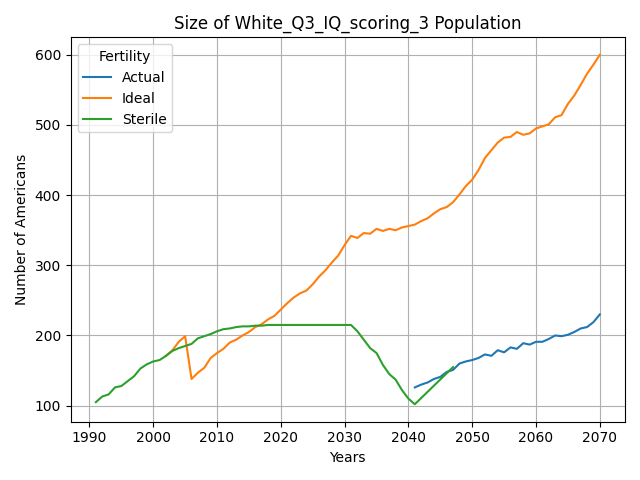 Size of White_Q3_IQ_scoring_3 Population
Fertility
Actual
Ideal
Sterile
Number of Americans
600
500
400
300
200
100
1990 2000 2010 2020 2030 2040 2050 2060 2070
Years